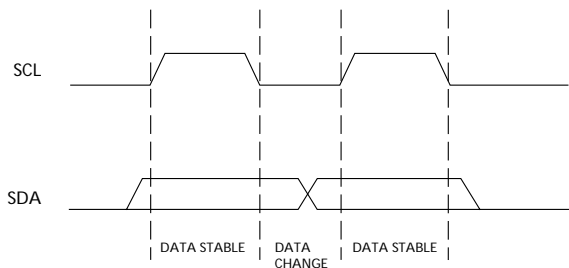 SCL
SDA
DATA STABLE
DATA
CHANGE
DATA STABLE